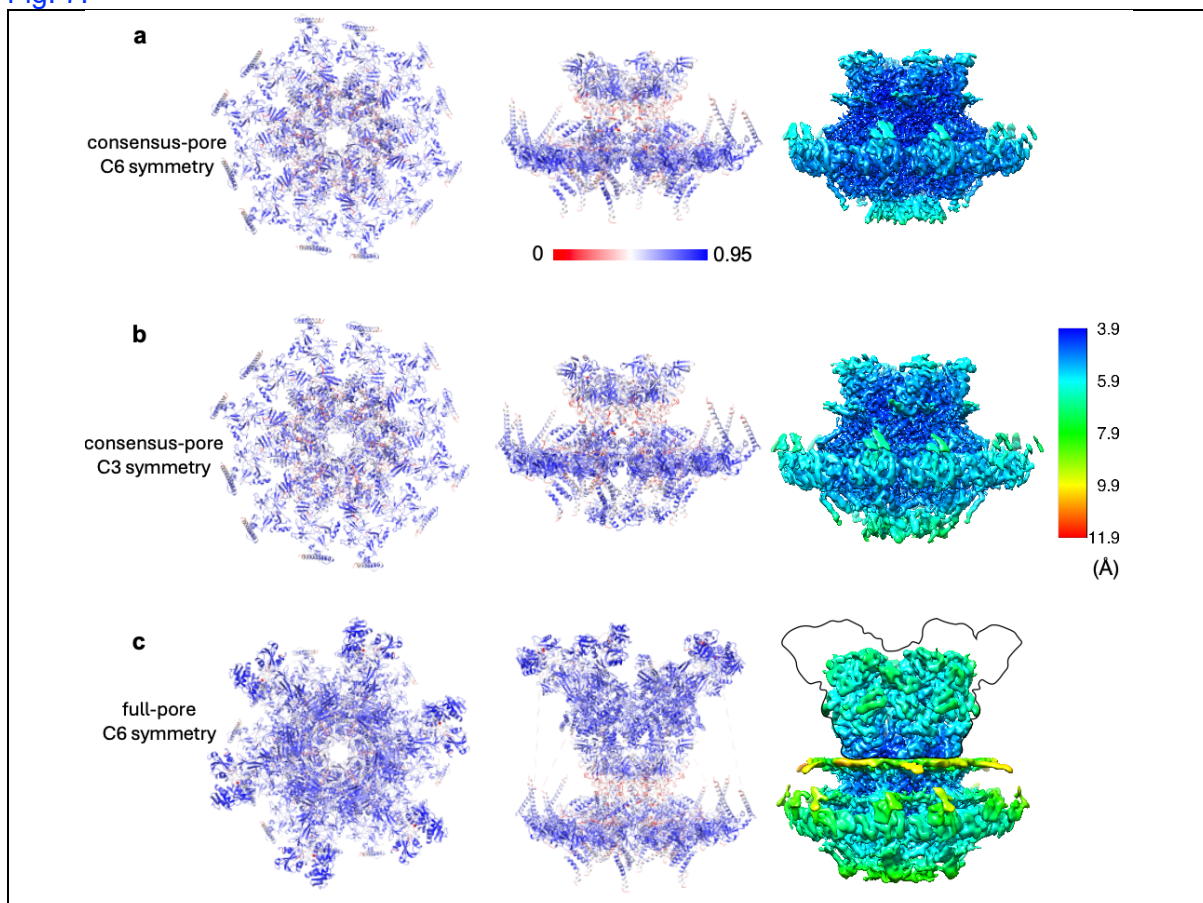 a
consensus-pore
C6 symmetry
0
0.95
b
consensus-pore
C3 symmetry
3.9
5.9
7.9
9.9
11.9
(Å)
c
full-pore
C6 symmetry